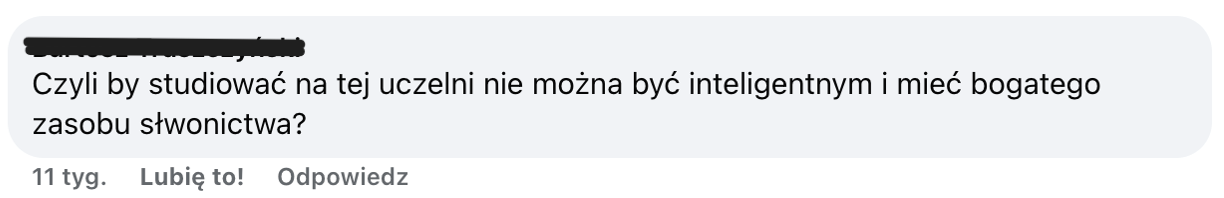 Czyli by studiować na tej uczelni nie można być inteligentnym i mieć bogatego
zasobu słwonictwa?
11 tyg. Lubię to! Odpowiedz